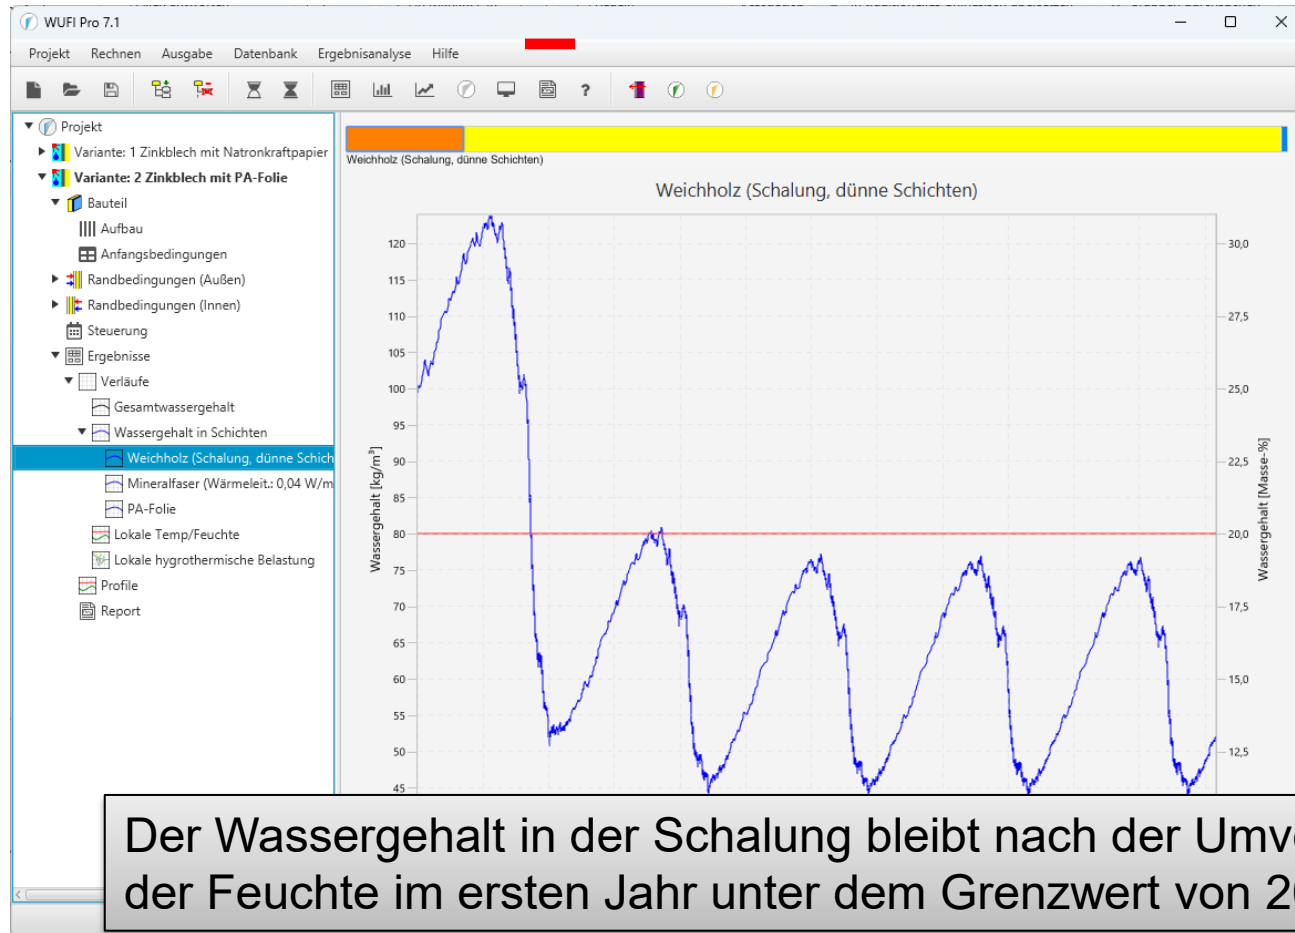 WUFI Pro 7.1
Projekt Rechnen Ausgabe Datenbank Ergebnisanalyse Hilfe
Projekt
Variante: 1 Zinkblech mit Natronkraftpapier
Variante: 2 Zinkblech mit PA-Folie
Bauteil
Aufbau
Anfangsbedingungen
Randbedingungen (Außen)
Randbedingungen (Innen)
Steuerung
Ergebnisse
Verläufe
Gesamtwassergehalt
Wassergehalt in Schichten
Weichholz (Schalung, dünne Schich
Mineralfaser (Wärmeleit.: 0,04 W/m
PA-Folie
Lokale Temp/Feuchte
Lokale hygrothermische Belastung
Profile
Report
Weichholz (Schalung, dünne Schichten)
Weichholz (Schalung, dünne Schichten)
Wassergehalt [kg/m³]
120
115
110
105
100
95
90
85
80
75
70
65
60
55
50
45
30,0
27,5
25,0
22,5
20,0
17,5
15,0
12,5
Wassergehalt [Masse-%]
Der Wassergehalt in der Schalung bleibt nach der Umve
der Feuchte im ersten Jahr unter dem Grenzwert von 2